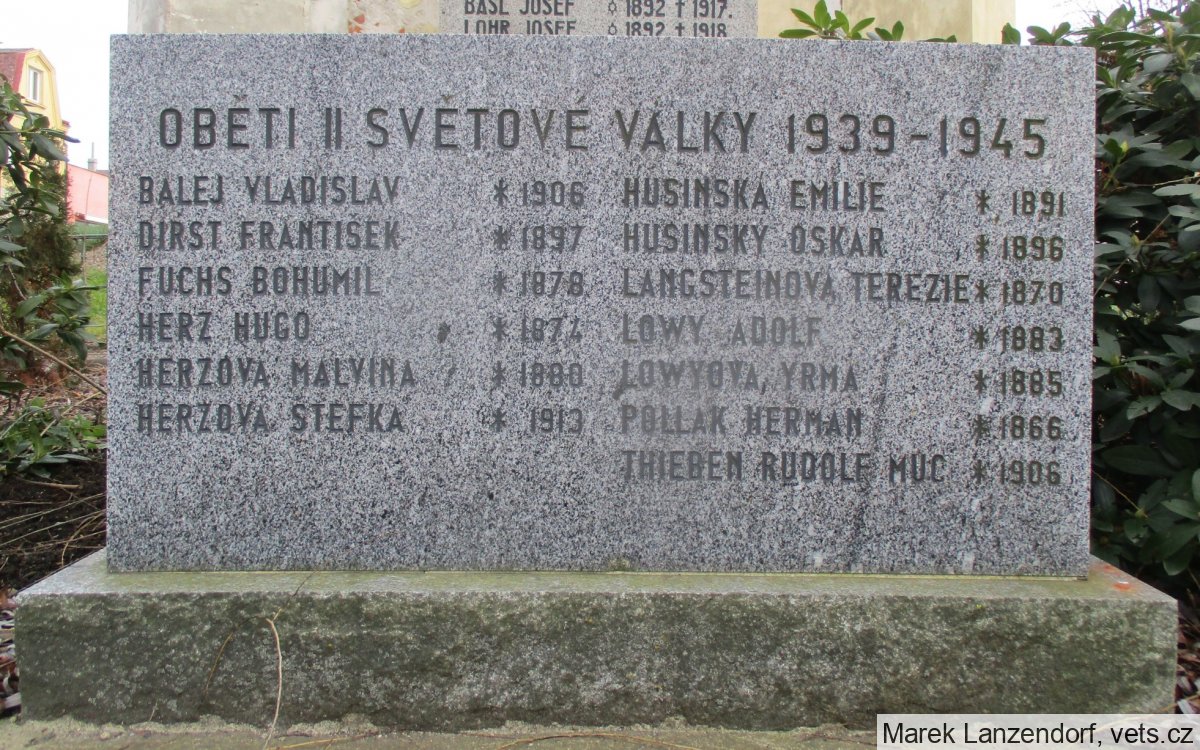 BÁSL JOSEF ◊ 1892 † 1917.
LOHR JOSEF ◊ 1892 † 1918.
OBĚTI II SVĚTOVÉ VÁLKY 1939-1945
BALEJ VLADISLAV * 1906
DIRST FRANTIŠEK * 1897
FUCHS BOHUMIL * 1878
HERZ HUGO * 1874
HERZOVÁ MALVÍNA * 1880
HERZOVÁ ŠTEFKA * 1913
HUSINSKÁ EMILIE * 1891
HUSINSKÝ OSKAR * 1896
LANGSTEINOVÁ TEREZIE * 1870
LÖWY ADOLF * 1883
LÖWYOVÁ YRMA * 1885
POLLAK HEŘMAN * 1866
THIEBEN RUDOLF MUC * 1906
Marek Lanzendorf, vets.cz